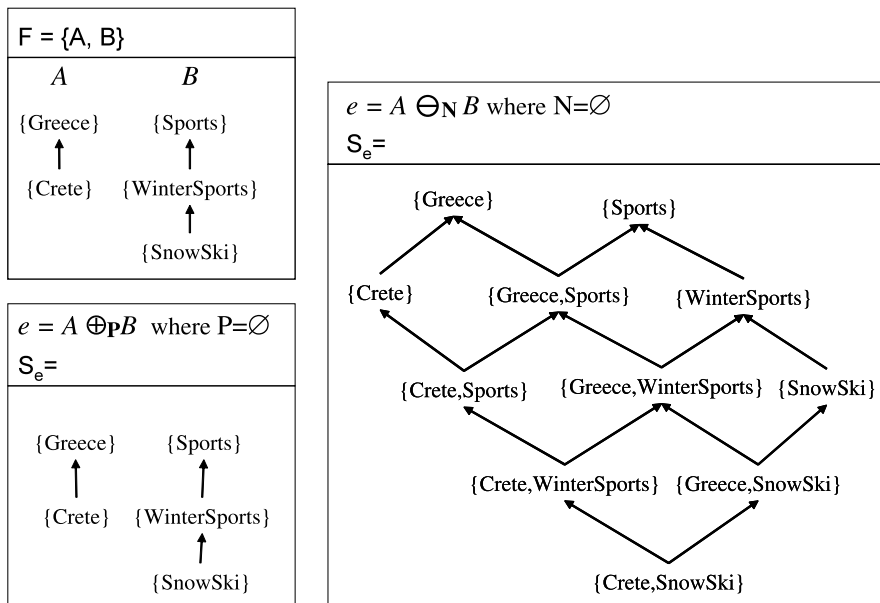 F = {A, B}
A B
{Greece} {Sports}
{Crete} {WinterSports}
{SnowSki}
e = A ⊕P B where P=∅
Se=
{Greece} {Sports}
{Crete} {WinterSports}
{SnowSki}
e = A ⊖N B where N=∅
Se=
{Greece} {Sports}
{Crete} {Greece,Sports} {WinterSports}
{Crete,Sports} {Greece,WinterSports} {SnowSki}
{Crete,WinterSports} {Greece,SnowSki}
{Crete,SnowSki}